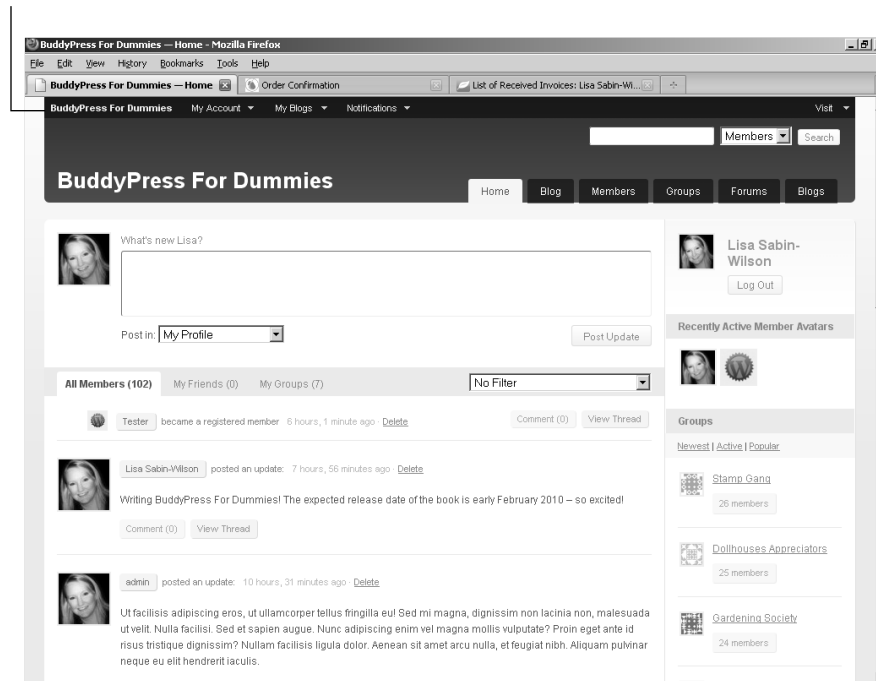 BuddyPress For Dummies — Home - Mozilla Firefox
File Edit View History Bookmarks Tools Help
BuddyPress For Dummies — Home Order Confirmation List of Received Invoices: Lisa Sabin-Wi...
BuddyPress For Dummies My Account My Blogs Notifications Visit
Members Search
BuddyPress For Dummies
Home Blog Members Groups Forums Blogs
What's new Lisa?
Post in: My Profile Post Update
Lisa Sabin-
Wilson
Log Out
Recently Active Member Avatars
All Members (102) My Friends (0) My Groups (7) No Filter
Tester became a registered member 6 hours, 1 minute ago · Delete Comment (0) View Thread
Lisa Sabin-Wilson posted an update: 7 hours, 56 minutes ago · Delete
Writing BuddyPress For Dummies! The expected release date of the book is early February 2010 – so excited!
Comment (0) View Thread
admin posted an update: 10 hours, 31 minutes ago · Delete
Ut facilisis adipiscing eros, ut ullamcorper tellus fringilla eu! Sed mi magna, dignissim non lacinia non, malesuada
ut velit. Nulla facilisi. Sed et sapien augue. Nunc adipiscing enim vel magna mollis vulputate? Proin eget ante id
risus tristique dignissim? Nullam facilisis ligula dolor. Aenean sit amet arcu nulla, et feugiat nibh. Aliquam pulvinar
neque eu elit hendrerit iaculis.
Groups
Newest | Active | Popular
Stamp Gang
26 members
Dollhouses Appreciators
25 members
Gardening Society
24 members